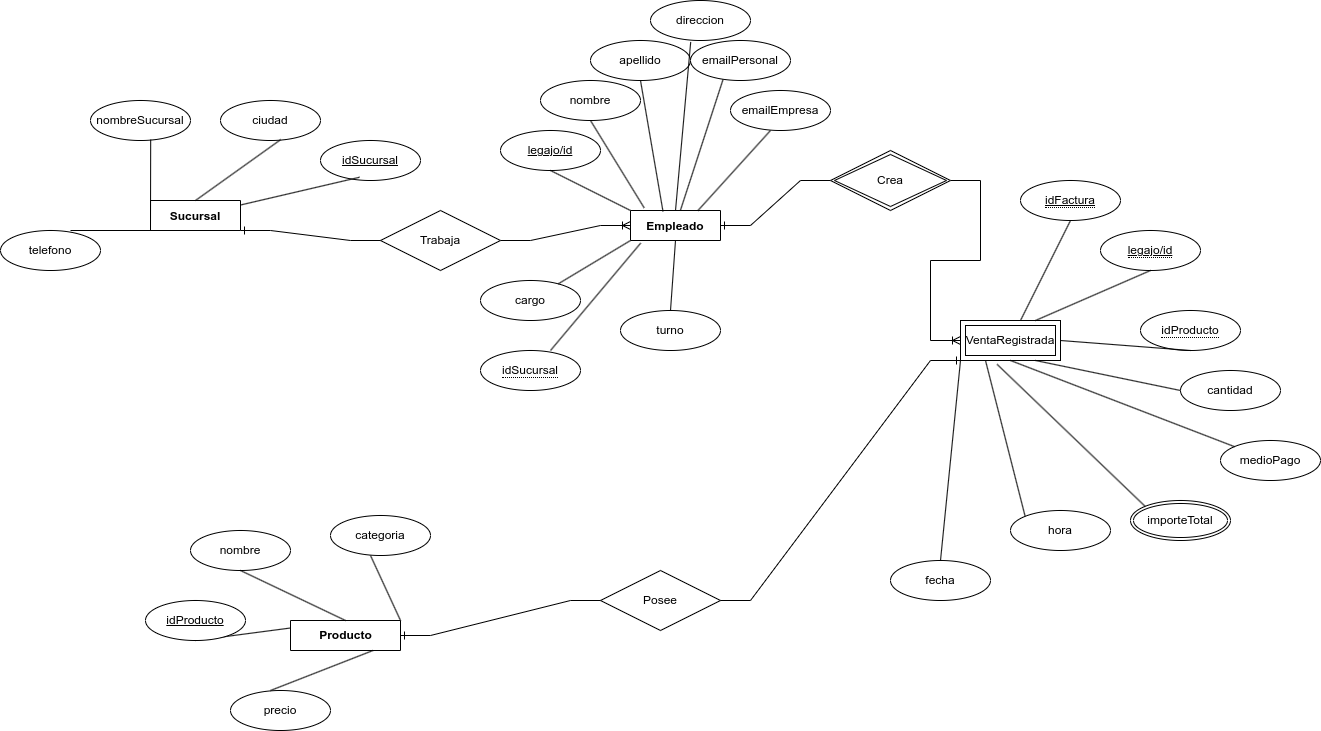 direccion
apellido
emailPersonal
nombre
emailEmpresa
nombreSucursal
ciudad
legajo/id
idSucursal
Crea
idFactura
Sucursal
Empleado
Trabaja
telefono
legajo/id
cargo
turno
idProducto
VentaRegistrada
idSucursal
cantidad
medioPago
importeTotal
hora
categoria
nombre
fecha
Posee
idProducto
Producto
precio